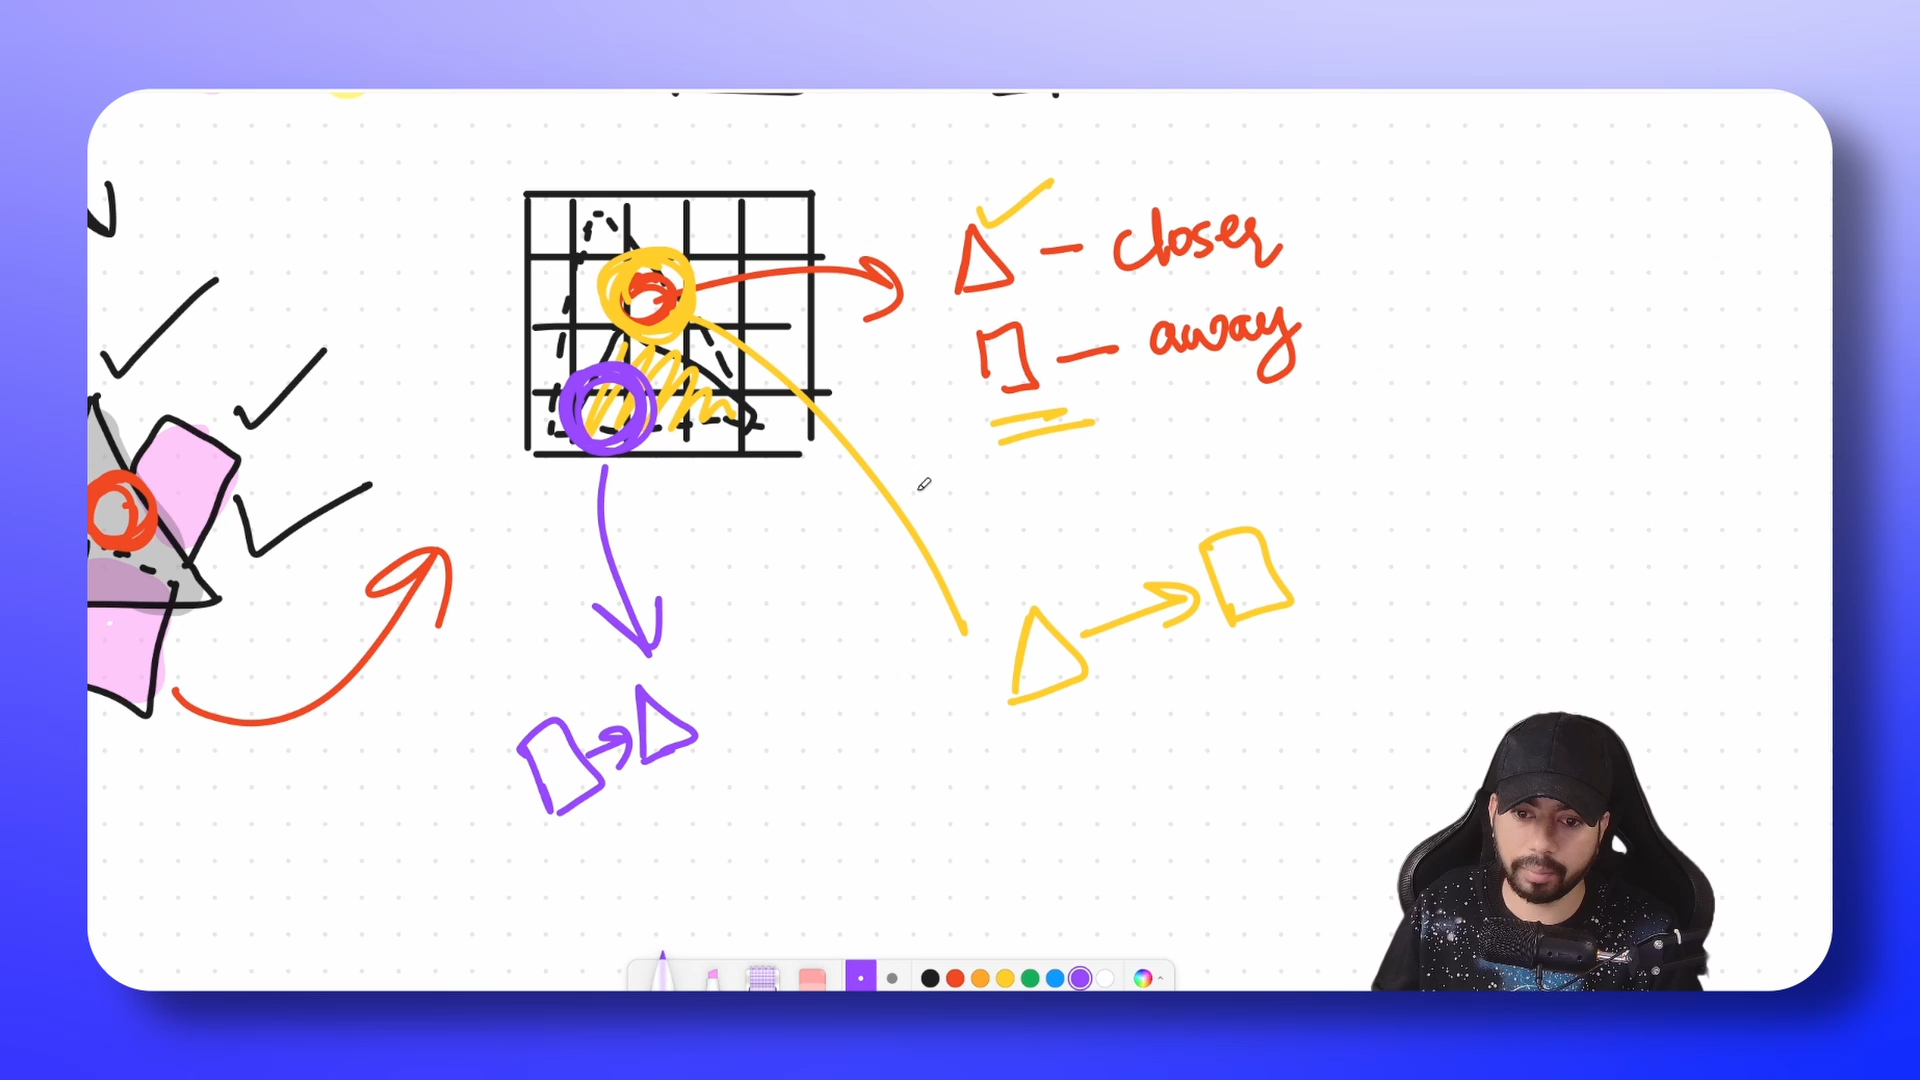 △ — closer
▯ — away